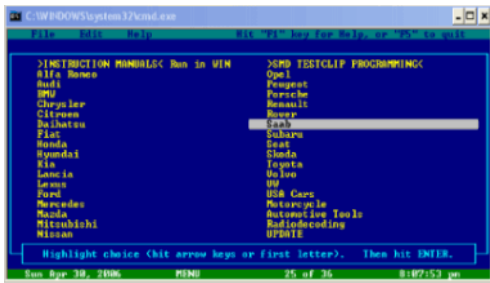 C:\WINDOWS\system32\cmd.exe
File Edit Help Hit "F1" key for Help, or "F5" to quit
>INSTRUCTION MANUALS< Run in WIN
Alfa Romeo
Audi
BMW
Chrysler
Citroen
Daihatsu
Fiat
Honda
Hyundai
Kia
Lancia
Lexus
Ford
Mercedes
Mazda
Mitsubishi
Nissan
>SMD TESTCLIP PROGRAMMING<
Opel
Peugeot
Porsche
Renault
Rover
Saab
Subaru
Seat
Skoda
Toyota
Volvo
VW
USA Cars
Motorcycle
Automotive Tools
Radiodecoding
UPDATE
Highlight choice (hit arrow keys or first letter). Then hit ENTER.
Sun Apr 30, 2006 MENU 25 of 36 8:07:53 pm